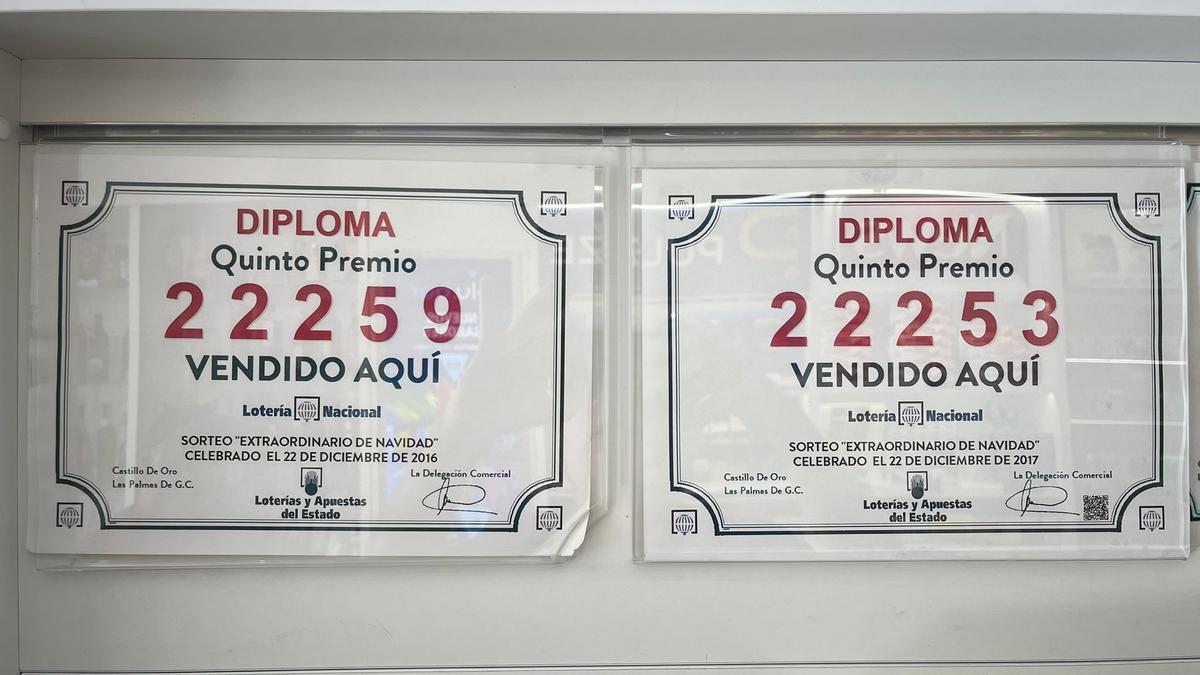 DIPLOMA
Quinto Premio
22259
VENDIDO AQUÍ
Lotería Nacional
SORTEO "EXTRAORDINARIO DE NAVIDAD"
CELEBRADO EL 22 DE DICIEMBRE DE 2016
Castillo De Oro
Las Palmas De G.C.
La Delegación Comercial
Loterías y Apuestas
del Estado
DIPLOMA
Quinto Premio
22253
VENDIDO AQUÍ
Lotería Nacional
SORTEO "EXTRAORDINARIO DE NAVIDAD"
CELEBRADO EL 22 DE DICIEMBRE DE 2017
Castillo De Oro
Las Palmas De G.C.
La Delegación Comercial
Loterías y Apuestas
del Estado